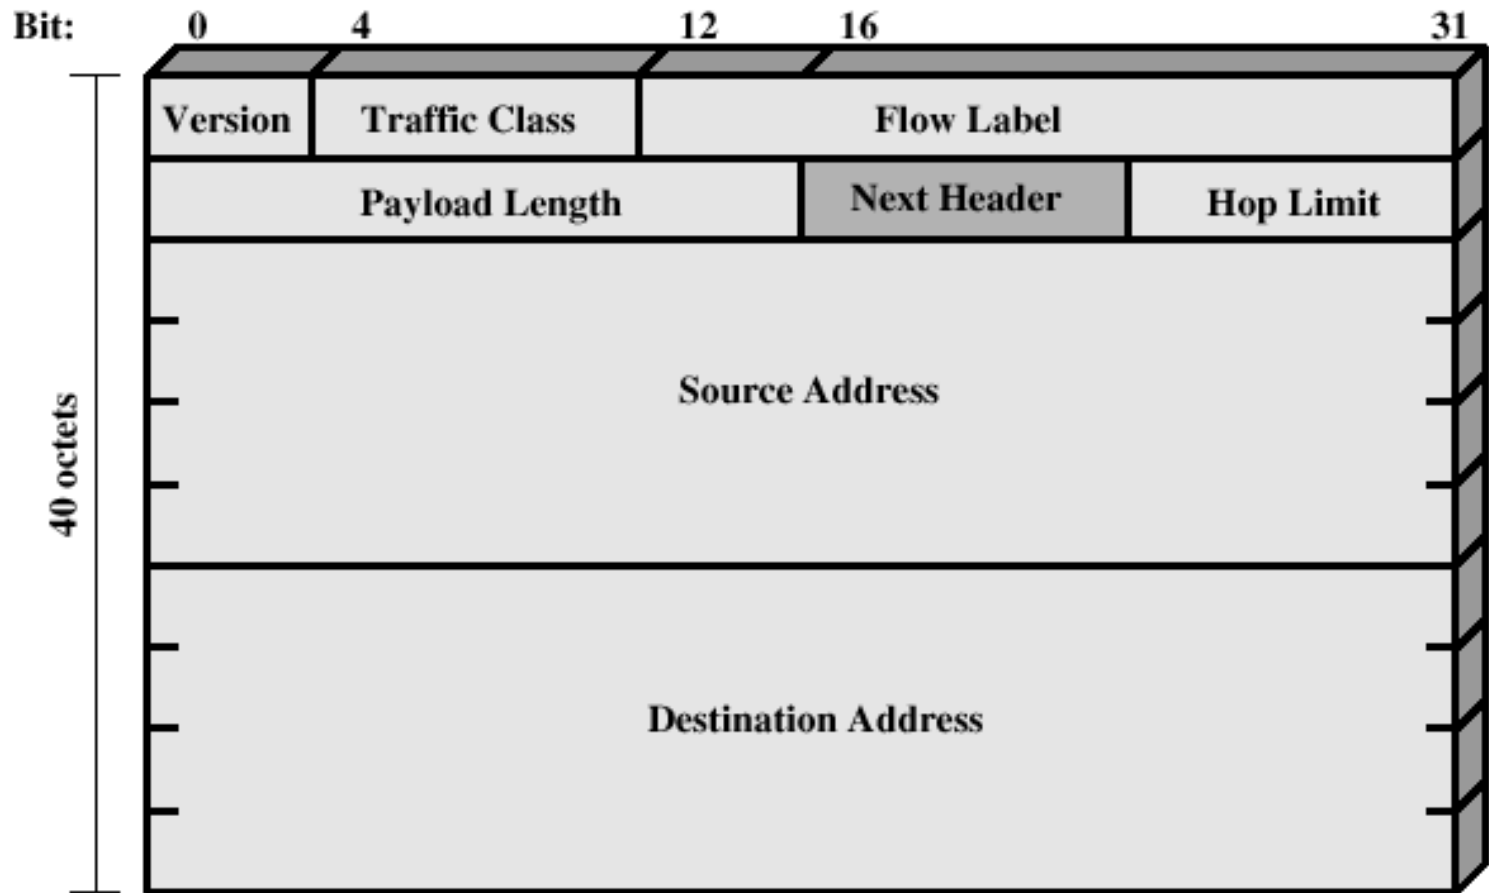 Bit: 0 4 12 16 31
Version Traffic Class Flow Label
Payload Length Next Header Hop Limit
Source Address
40 octets
Destination Address